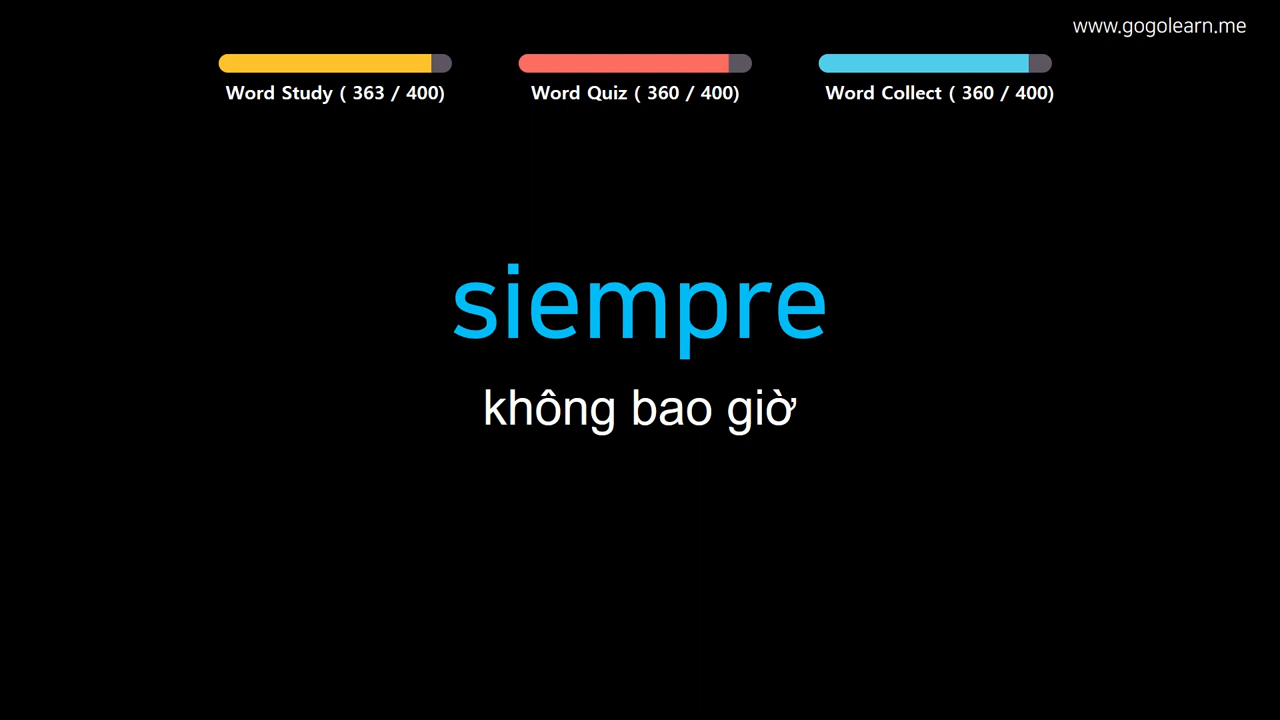 www.gogolearn.me
Word Study ( 363 / 400)
Word Quiz ( 360 / 400)
Word Collect ( 360 / 400)
siempre
không bao giờ